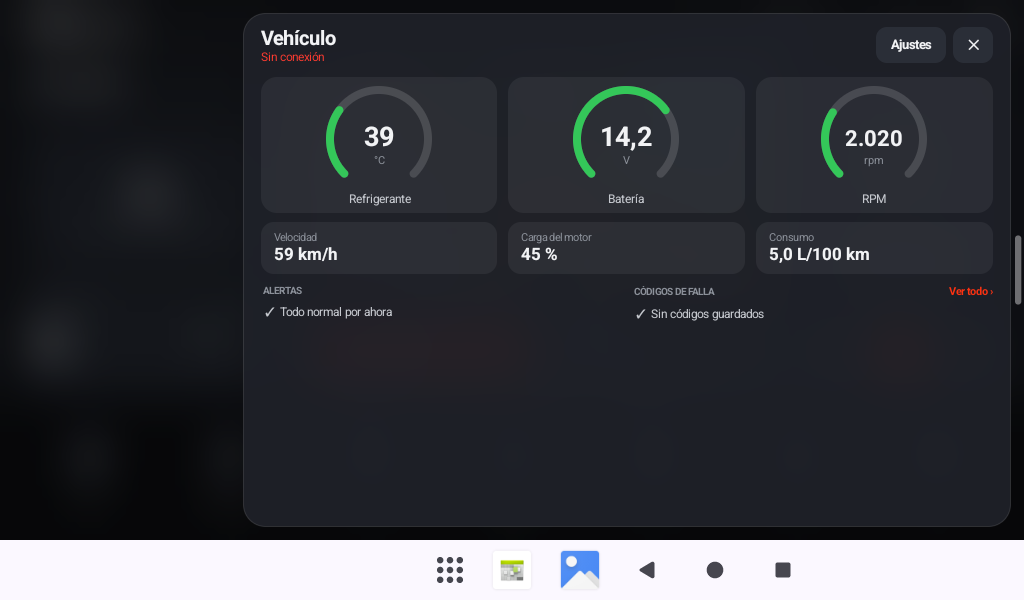 Vehículo
Sin conexión
Ajustes
39
°C
Refrigerante
14,2
V
Batería
2.020
rpm
RPM
Velocidad
59 km/h
Carga del motor
45 %
Consumo
5,0 L/100 km
ALERTAS
✓ Todo normal por ahora
CÓDIGOS DE FALLA
Ver todo ›
✓ Sin códigos guardados